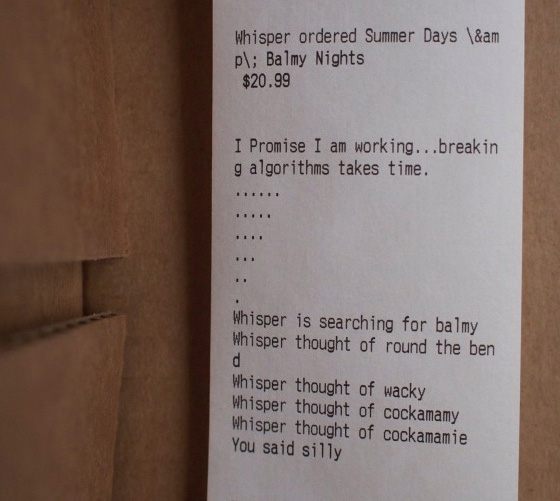 Whisper ordered Summer Days \&am
p\; Balmy Nights
$20.99
I Promise I am working...breakin
g algorithms takes time.
......
.....
....
...
..
.
Whisper is searching for balmy
Whisper thought of round the ben
d
Whisper thought of wacky
Whisper thought of cockamamy
Whisper thought of cockamamie
You said silly